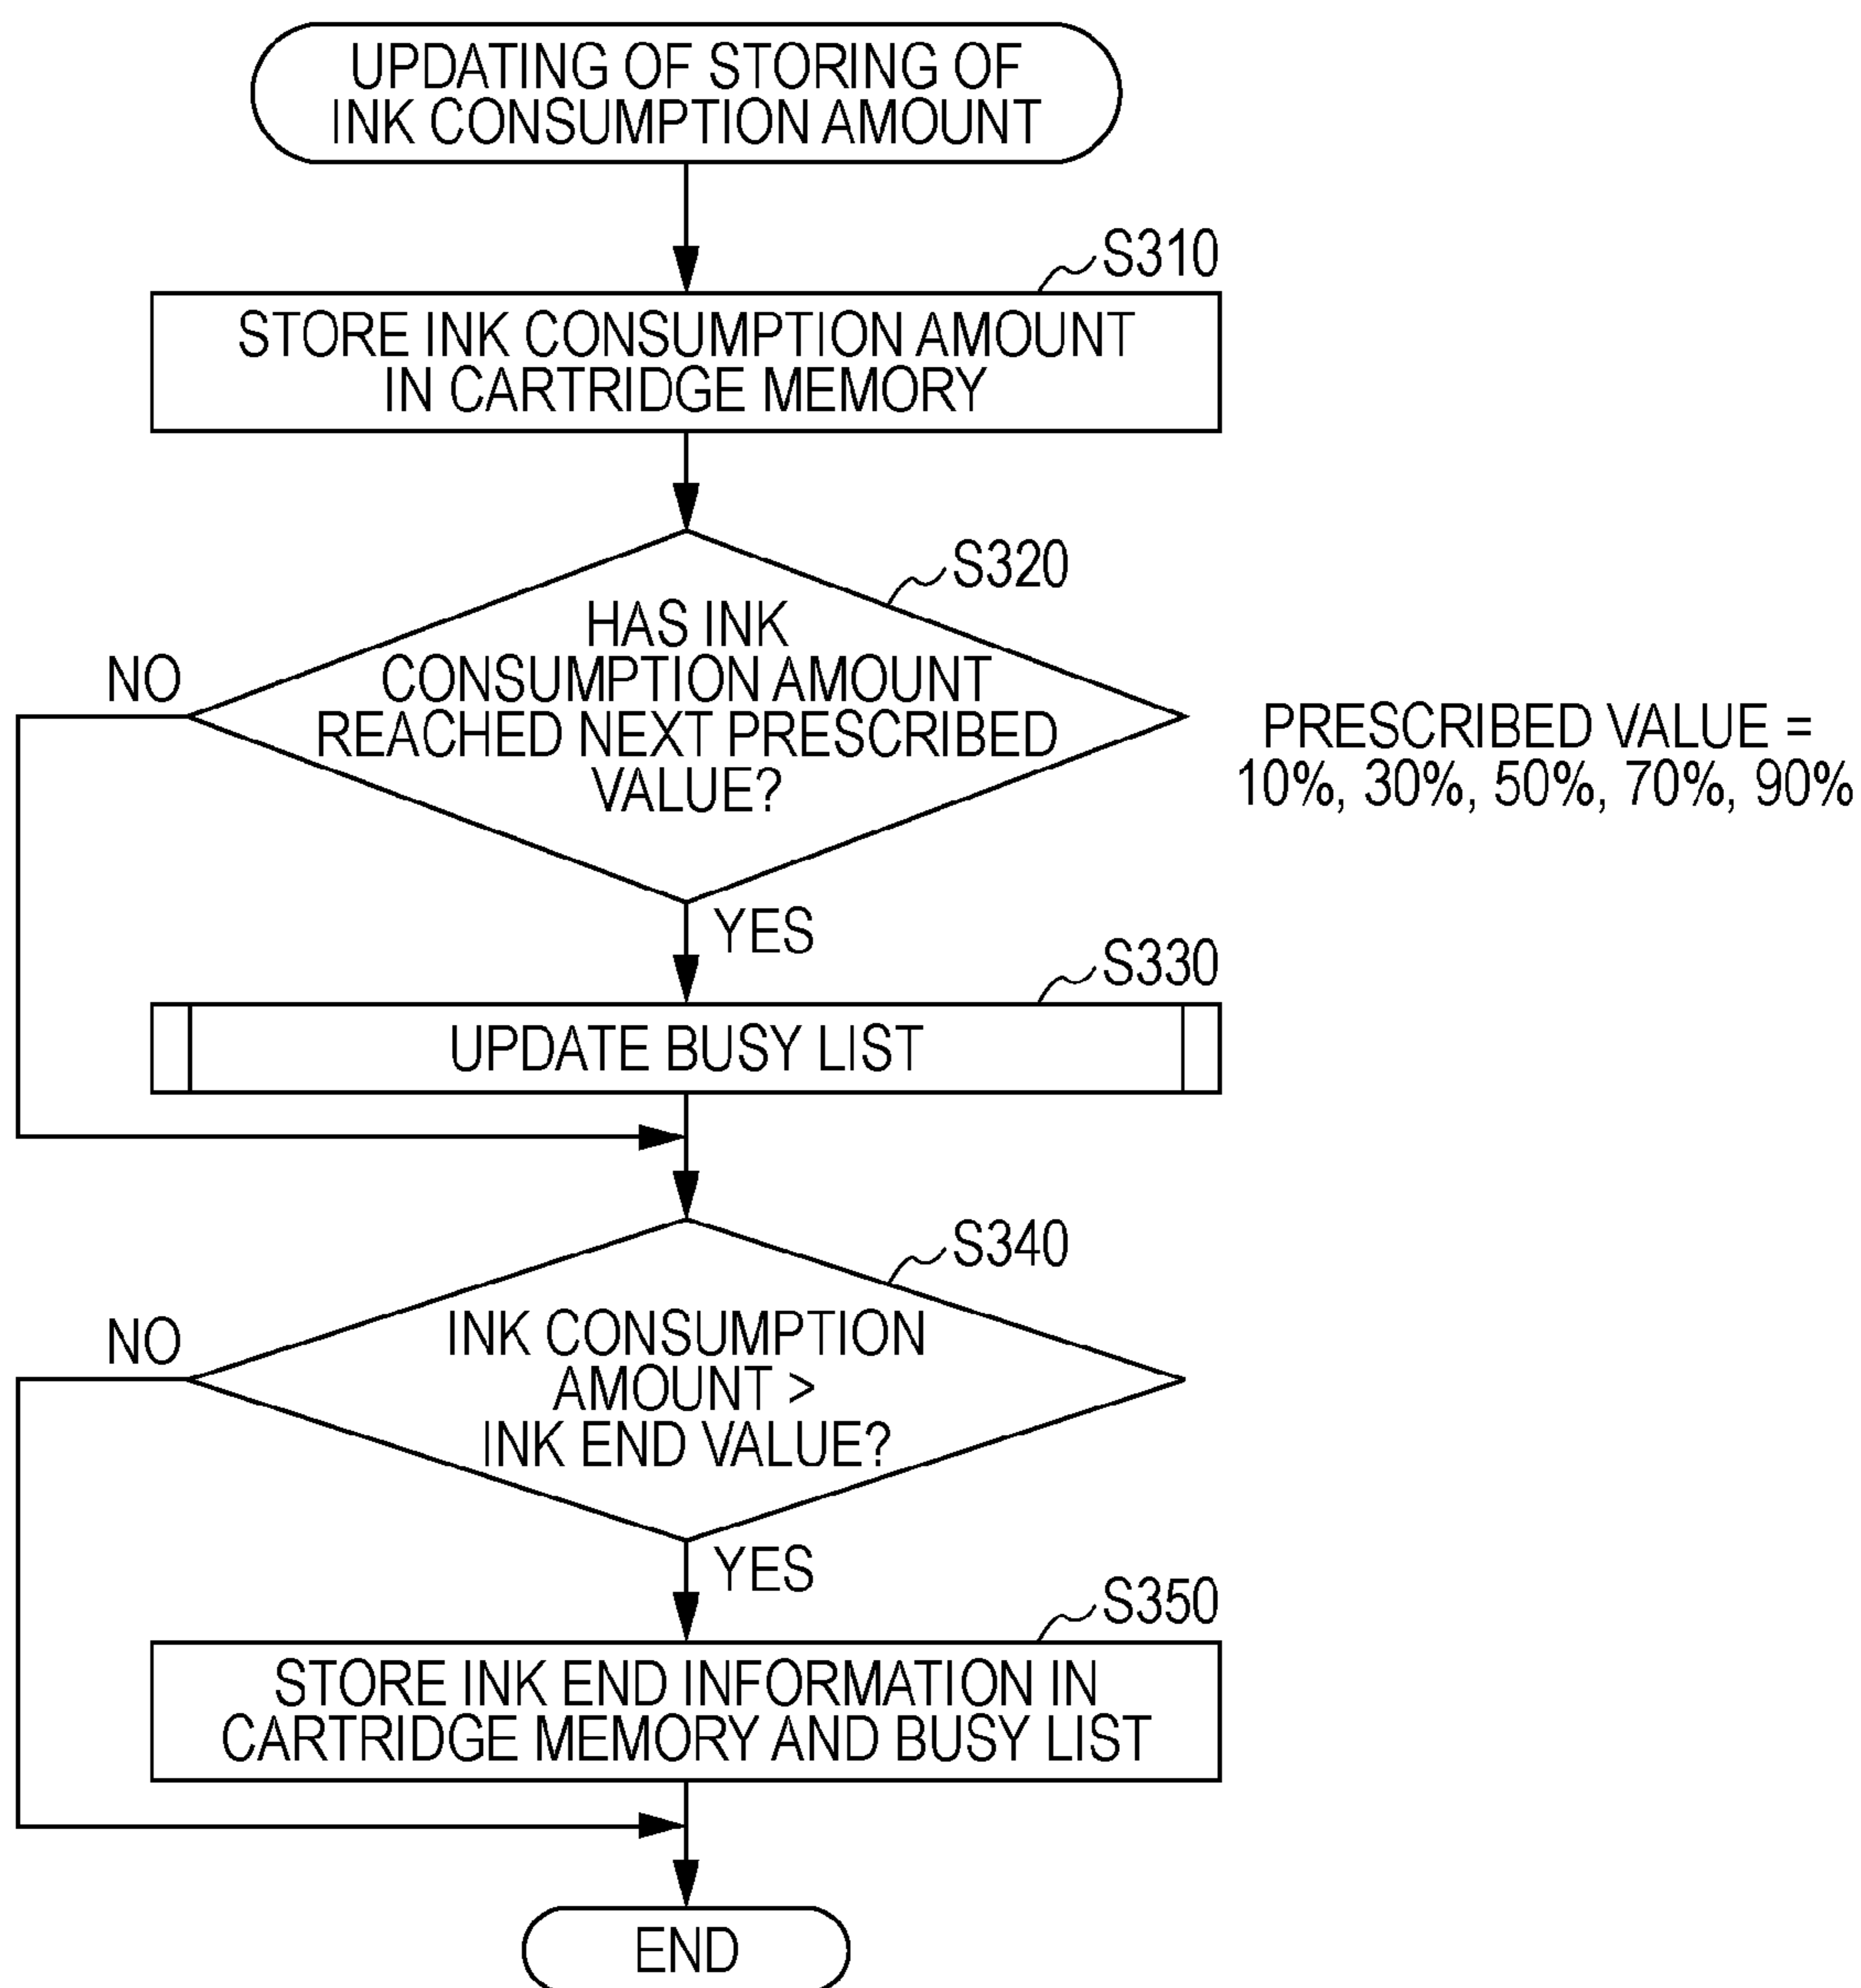 UPDATING OF STORING OF
INK CONSUMPTION AMOUNT
S310
STORE INK CONSUMPTION AMOUNT
IN CARTRIDGE MEMORY
S320
HAS INK
CONSUMPTION AMOUNT
REACHED NEXT PRESCRIBED
VALUE?
NO
PRESCRIBED VALUE =
10%, 30%, 50%, 70%, 90%
YES
S330
UPDATE BUSY LIST
S340
INK CONSUMPTION
AMOUNT >
INK END VALUE?
NO
YES
S350
STORE INK END INFORMATION IN
CARTRIDGE MEMORY AND BUSY LIST
END